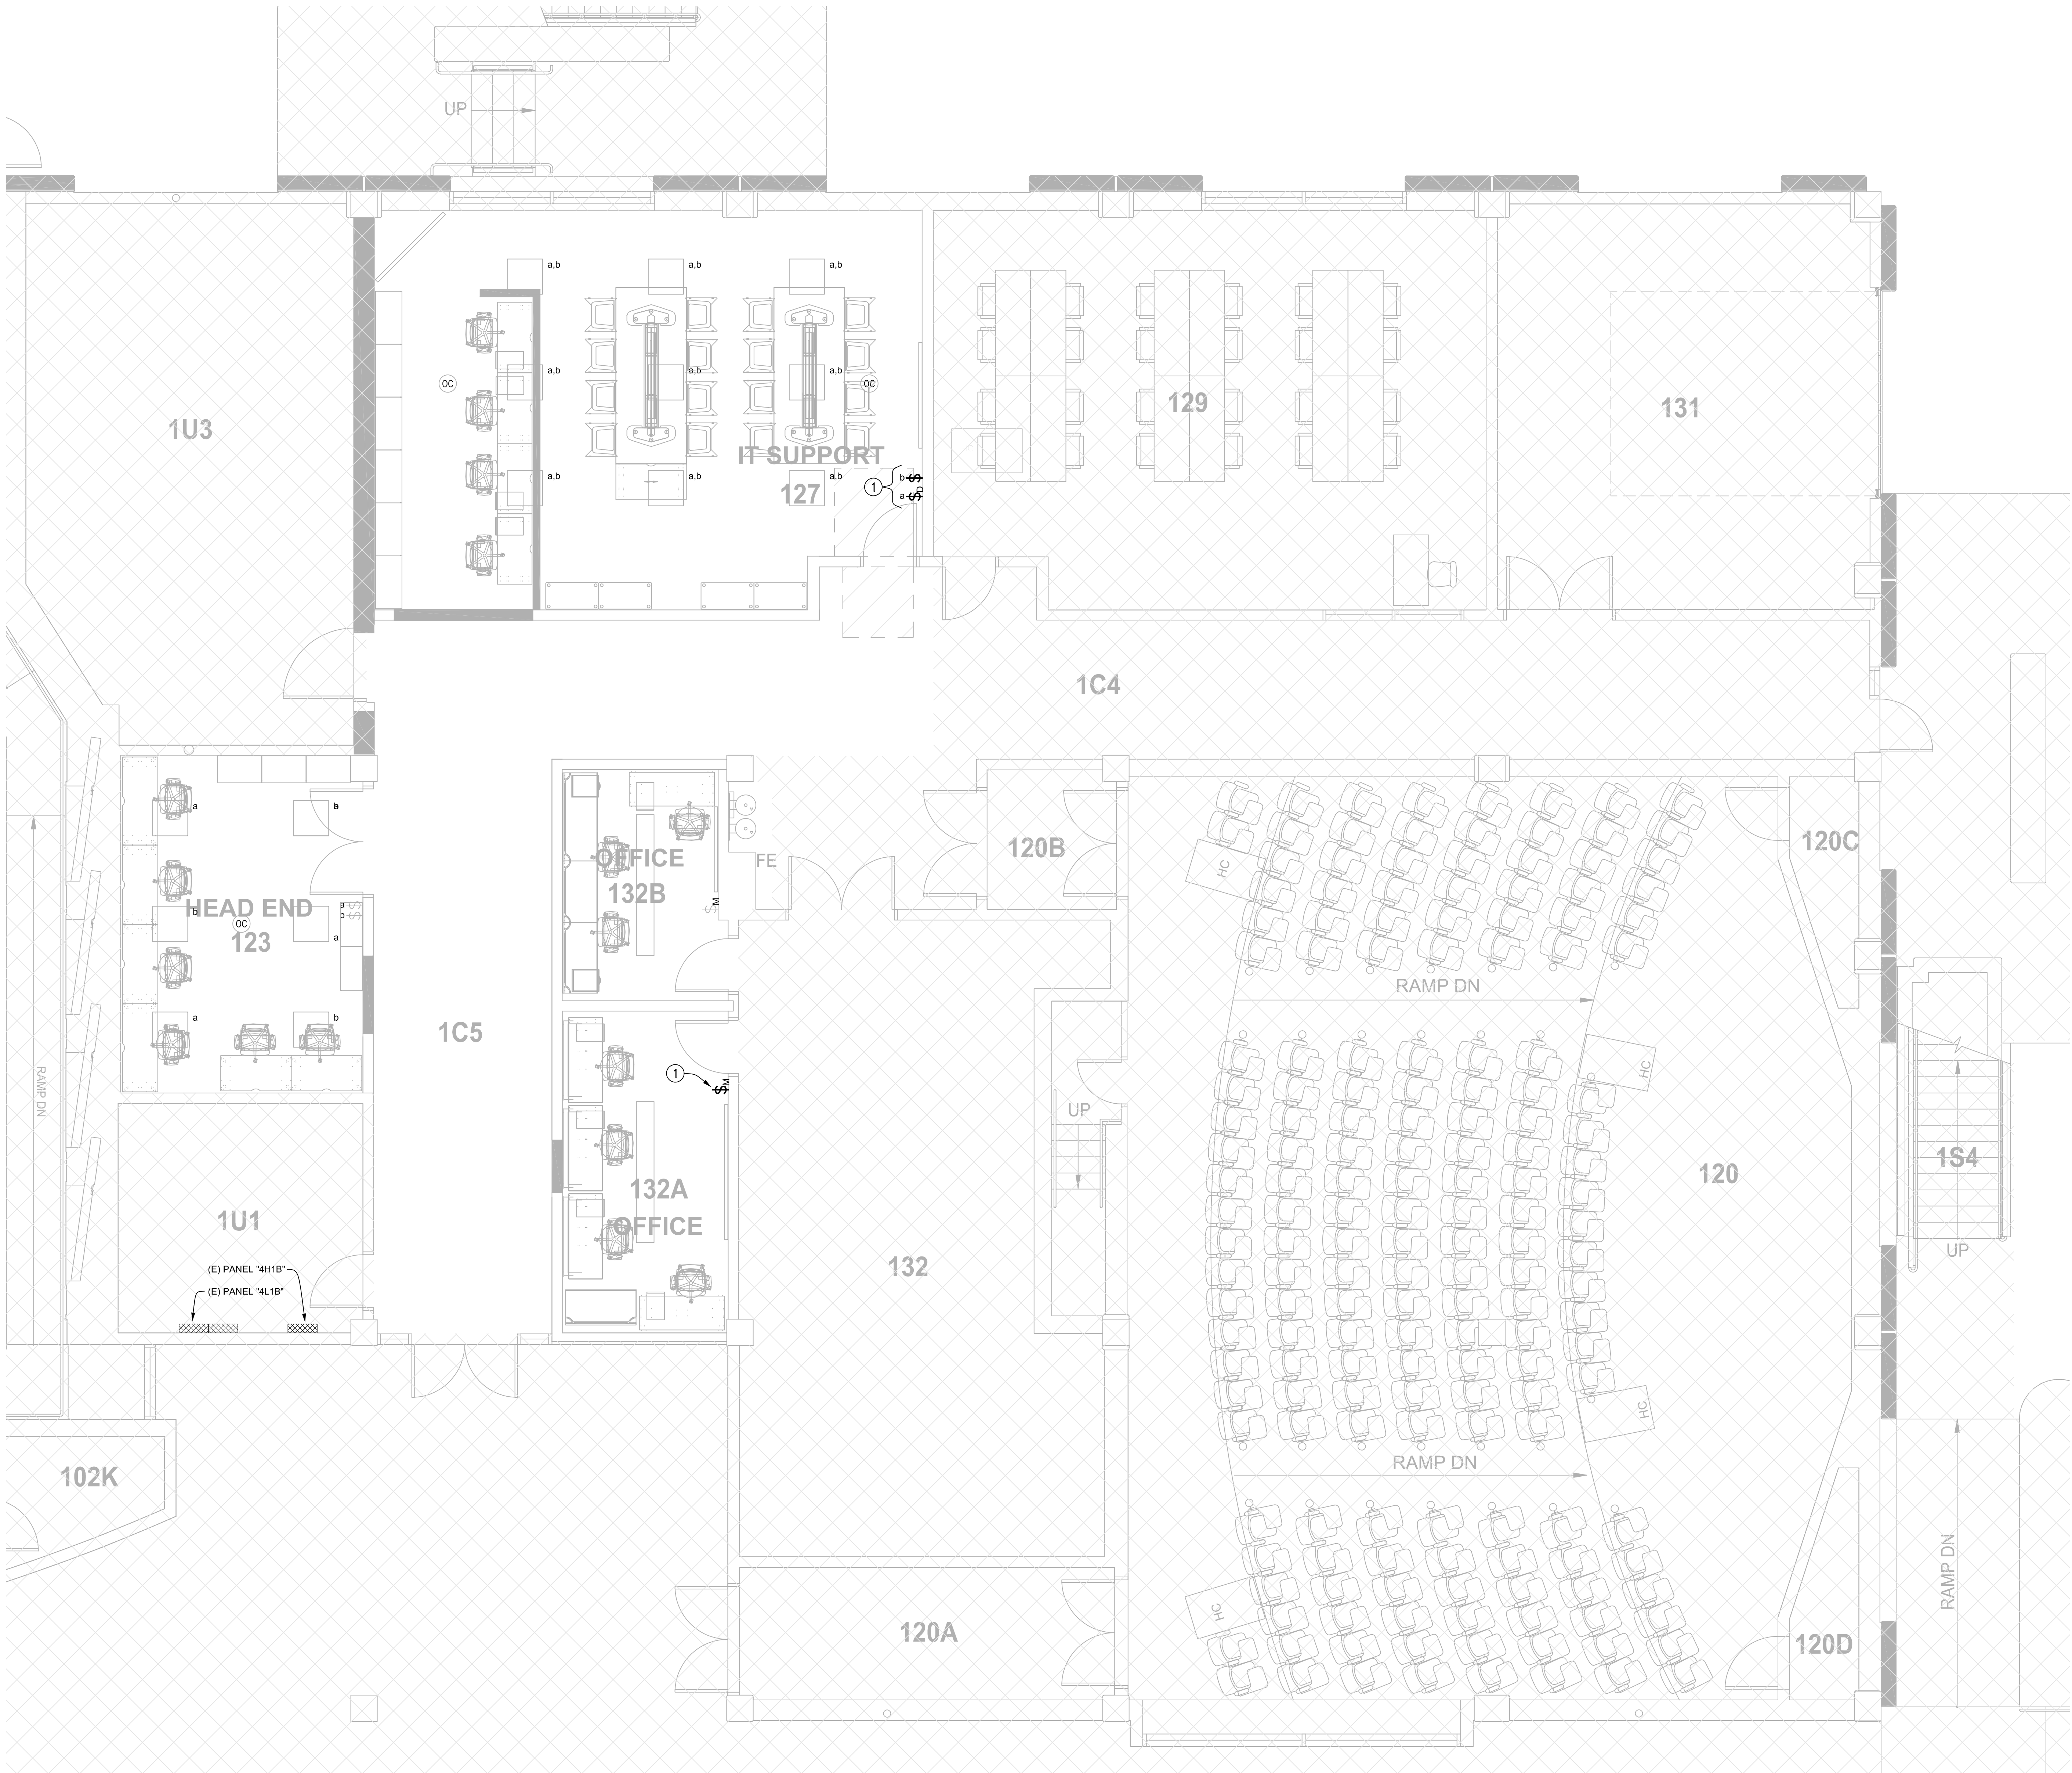 UP
a,b
a,b
a,b
OC
a,b
a,b
a,b
OC
1U3
129
131
IT SUPPORT
127
a,b
a,b
a,b
1
b $
a $D
1C4
a
b
OFFICE
132B
FE
120B
120C
HC
HEAD END
123
b
OC
a
a $
b $
$M
a
b
RAMP DN
HC
1C5
1
$M
RAMP DN
UP
132A
OFFICE
120
1S4
UP
1U1
132
(E) PANEL "4H1B"
(E) PANEL "4L1B"
HC
RAMP DN
102K
RAMP DN
HC
120A
120D